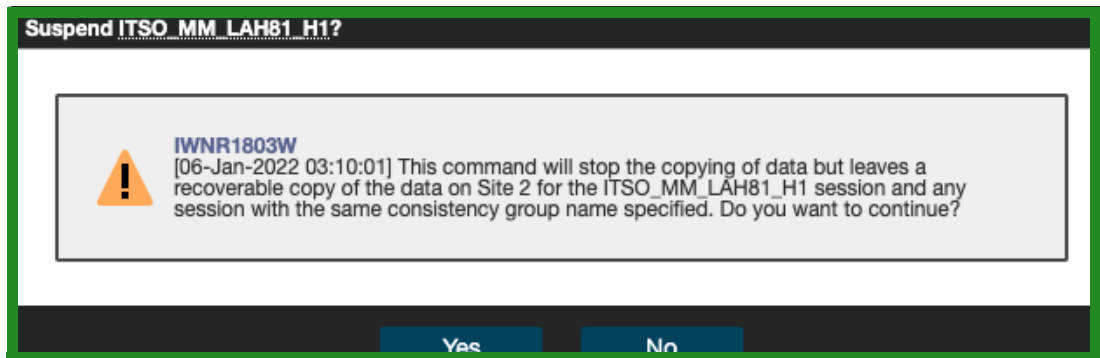 Suspend ITSO_MM_LAH81_H1?
IWNR1803W
[06-Jan-2022 03:10:01] This command will stop the copying of data but leaves a
recoverable copy of the data on Site 2 for the ITSO_MM_LAH81_H1 session and any
session with the same consistency group name specified. Do you want to continue?
Yes No